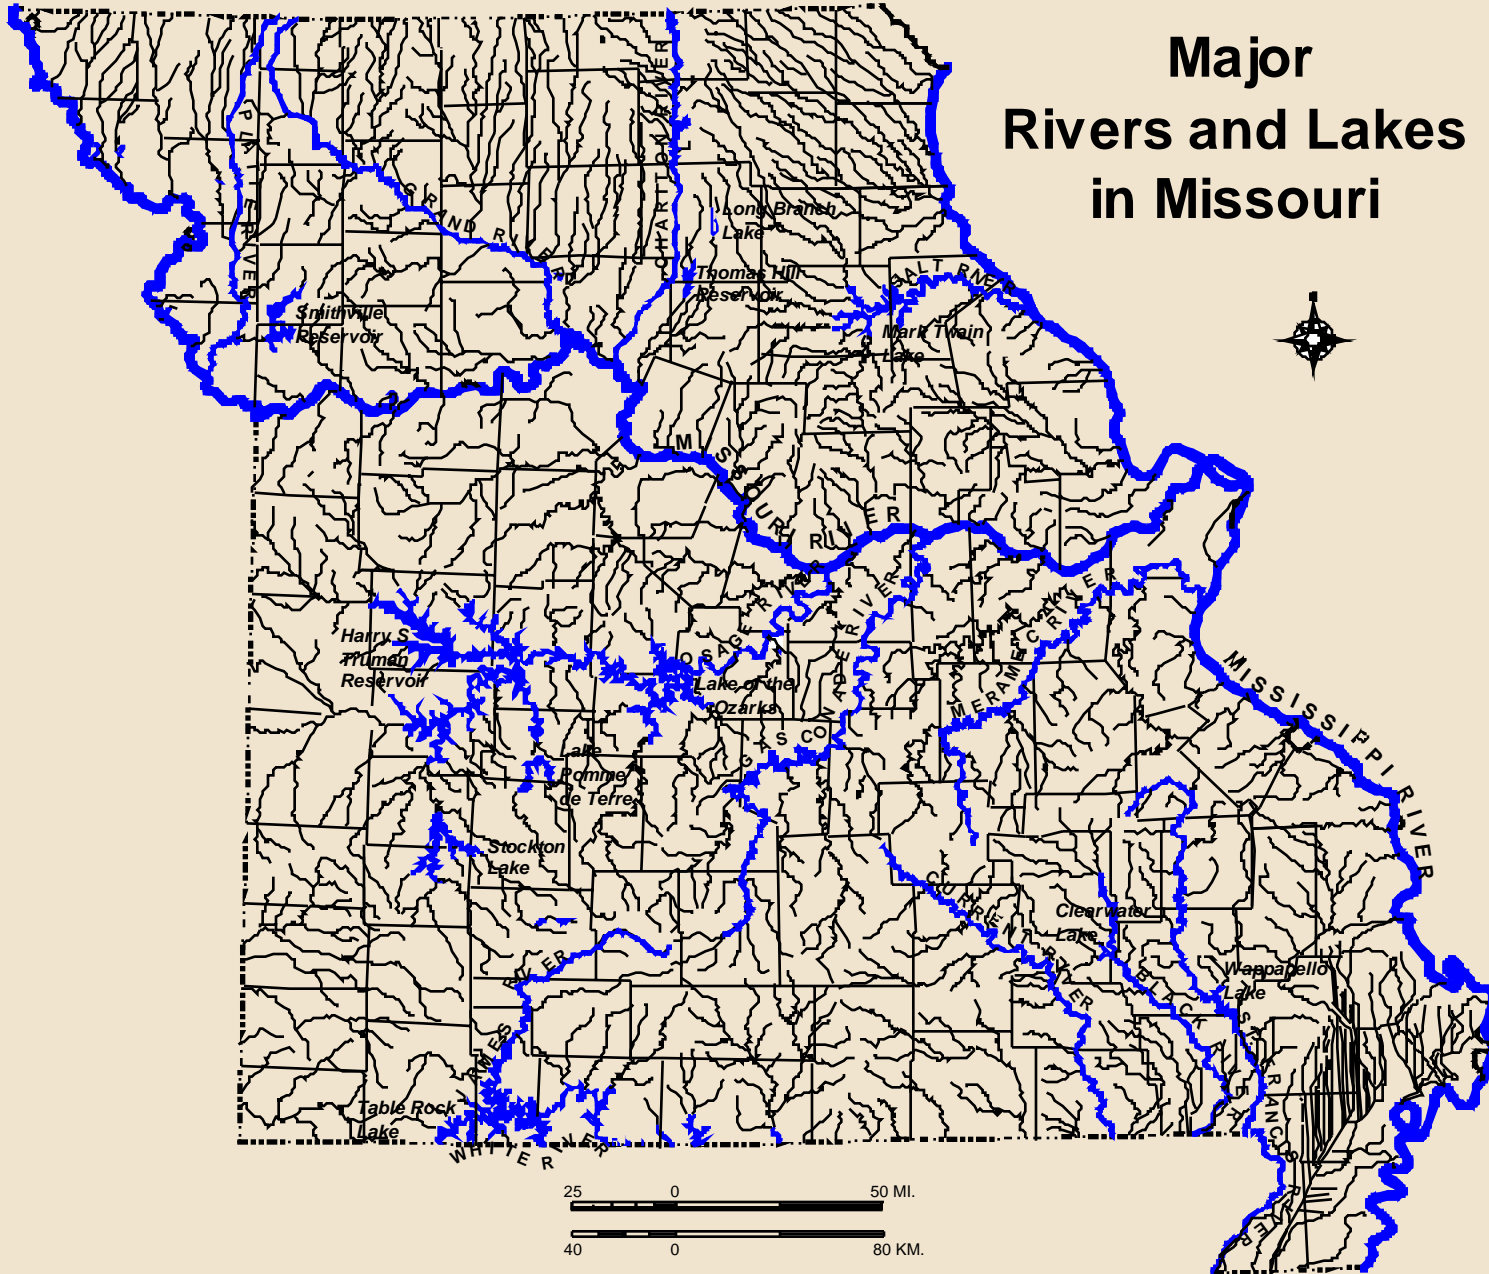 Major
Rivers and Lakes
in Missouri
PLATTE RIVER
GRAND RIVER
CHARITON RIVER
Long Branch
Lake
Thomas Hill
Reservoir
SALT RIVER
Mark Twain
Lake
Smithville
Reservoir
MISSOURI RIVER
OSAGE RIVER
GASCONADE RIVER
MERAMEC RIVER
Harry S
Truman
Reservoir
Lake of the
Ozarks
MISSISSIPPI RIVER
Lake
Pomme
de Terre
Stockton
Lake
CURRENT RIVER
Clearwater
Lake
BLACK RIVER
Wappapello
Lake
ST FRANCIS RIVER
JAMES RIVER
Table Rock
Lake
WHITE RIVER
25 0 50 MI.
40 0 80 KM.